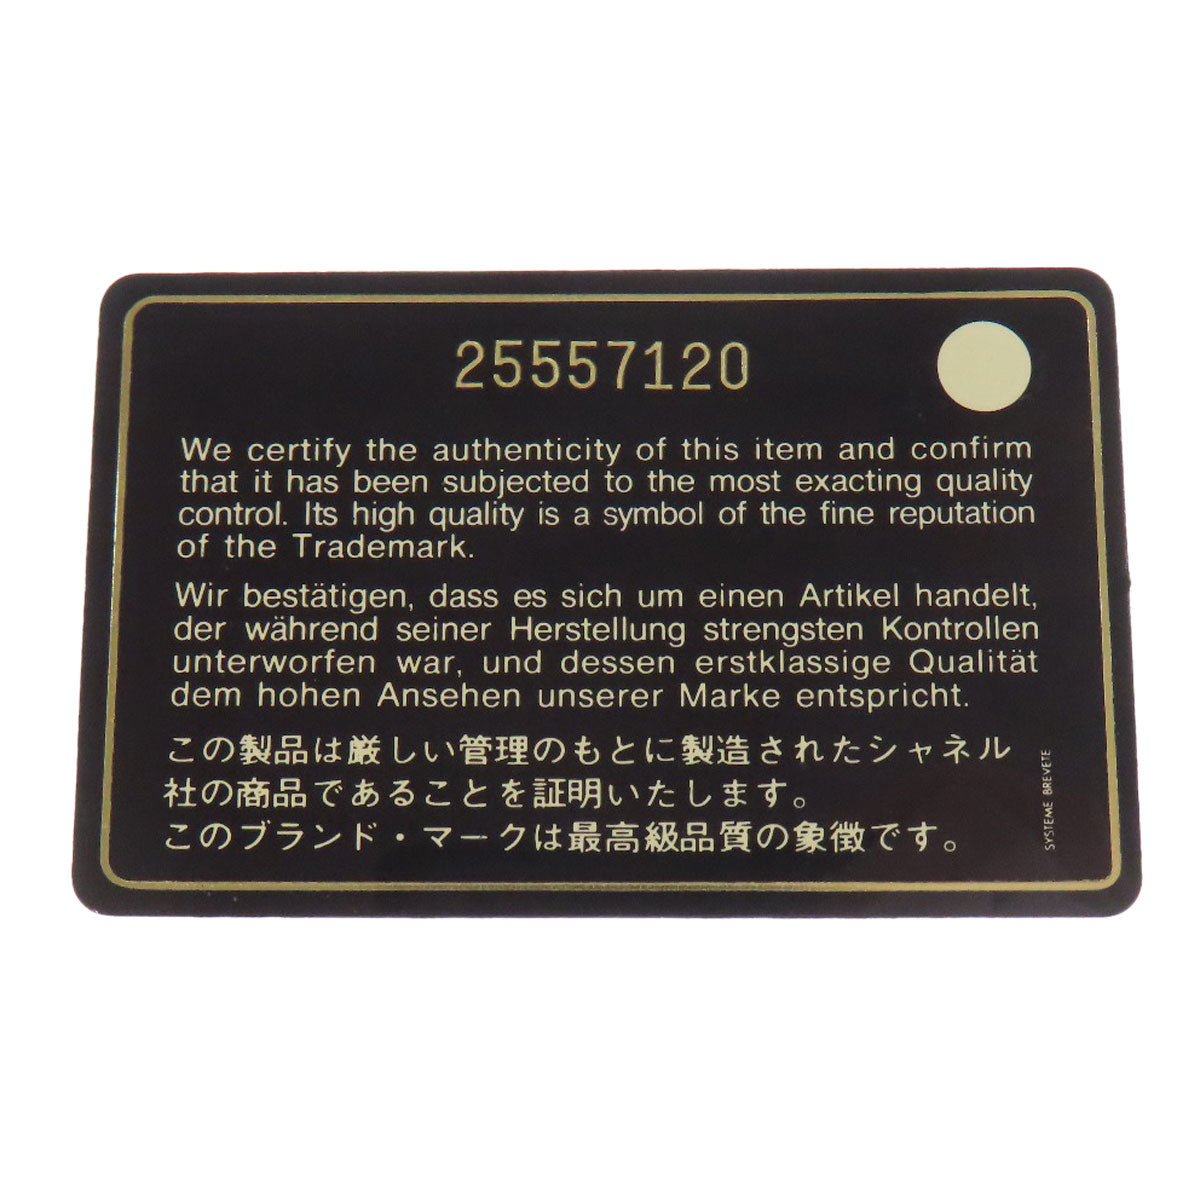 25557120
We certify the authenticity of this item and confirm
that it has been subjected to the most exacting quality
control. Its high quality is a symbol of the fine reputation
of the Trademark.
Wir bestätigen, dass es sich um einen Artikel handelt,
der während seiner Herstellung strengsten Kontrollen
unterworfen war, und dessen erstklassige Qualität
dem hohen Ansehen unserer Marke entspricht.
この製品は厳しい管理のもとに製造されたシャネル
社の商品であることを証明いたします。
このブランド・マークは最高級品質の象徴です。
SYSTEME BREVETE